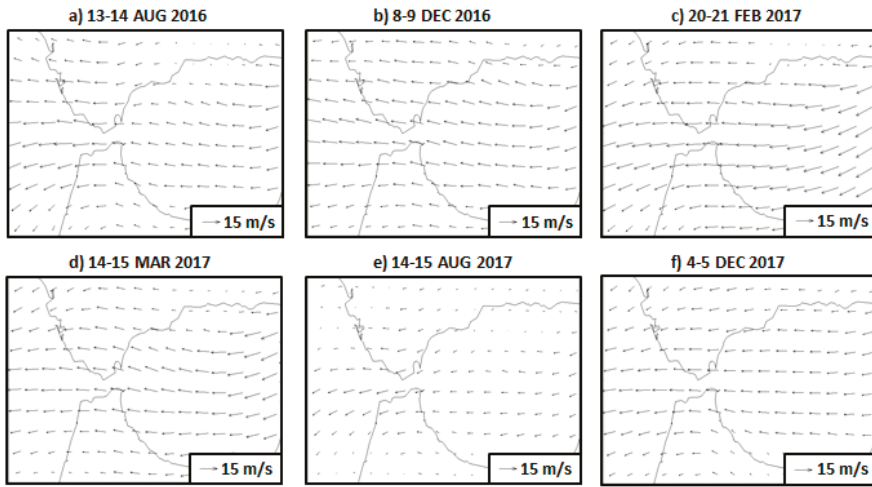 a) 13-14 AUG 2016
b) 8-9 DEC 2016
c) 20-21 FEB 2017
15 m/s
15 m/s
15 m/s
d) 14-15 MAR 2017
e) 14-15 AUG 2017
f) 4-5 DEC 2017
15 m/s
15 m/s
15 m/s